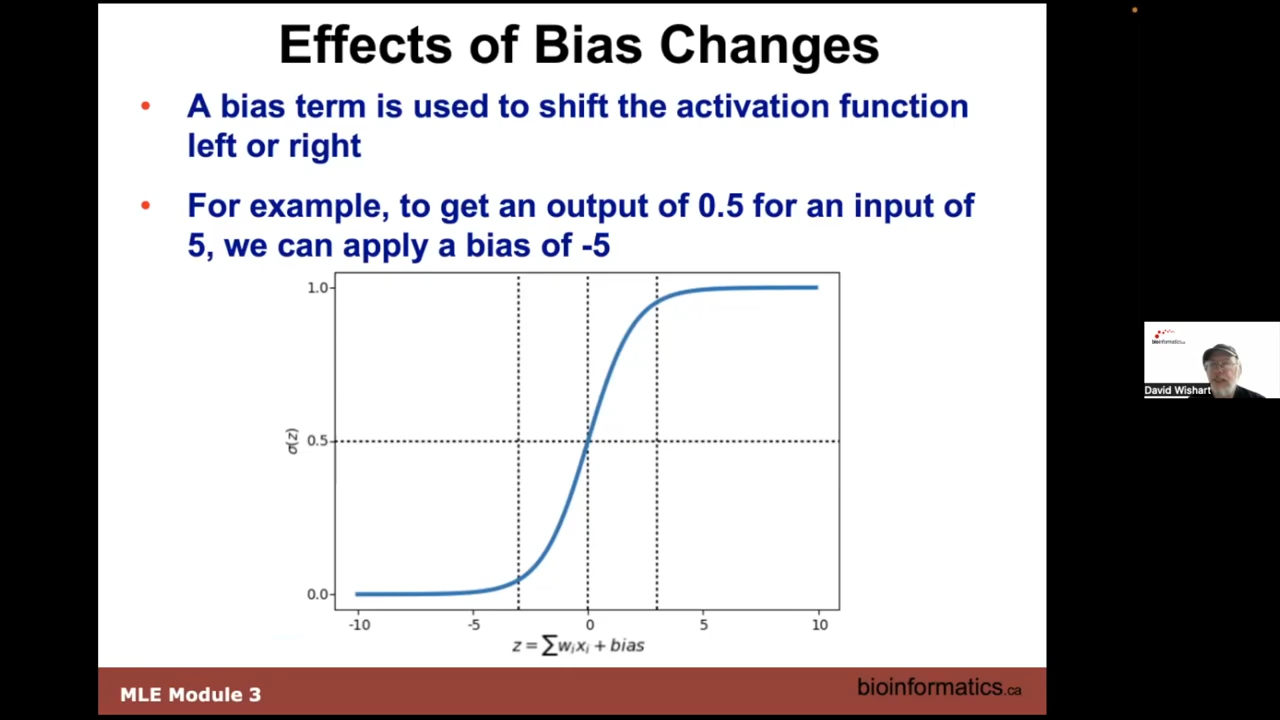 Effects of Bias Changes
• A bias term is used to shift the activation function
left or right
• For example, to get an output of 0.5 for an input of
5, we can apply a bias of -5
1.0
0.5
0.0
σ(z)
-10 -5 0 5 10
z = ∑wᵢxᵢ + bias
MLE Module 3
bioinformatics.ca
bioinformatics.ca
David Wishart